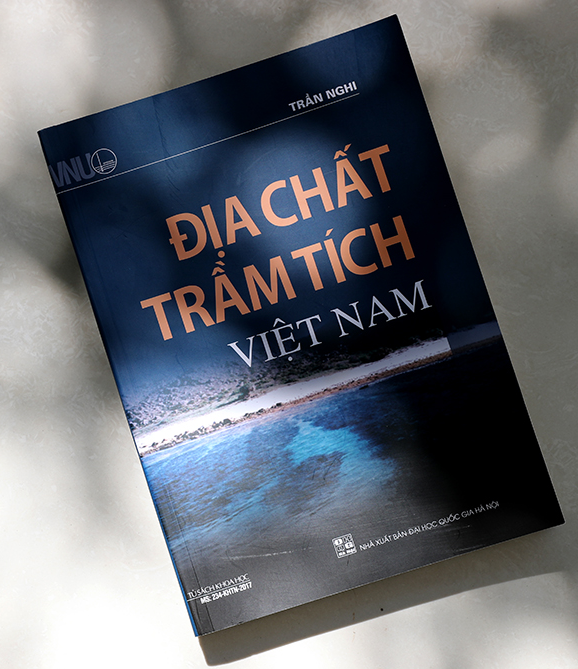 TRẦN NGHI
VNU
ĐỊA CHẤT
TRẦM TÍCH
VIỆT NAM
NHÀ XUẤT BẢN ĐẠI HỌC QUỐC GIA HÀ NỘI
TỦ SÁCH KHOA HỌC
MS: 234-KHTN-2017